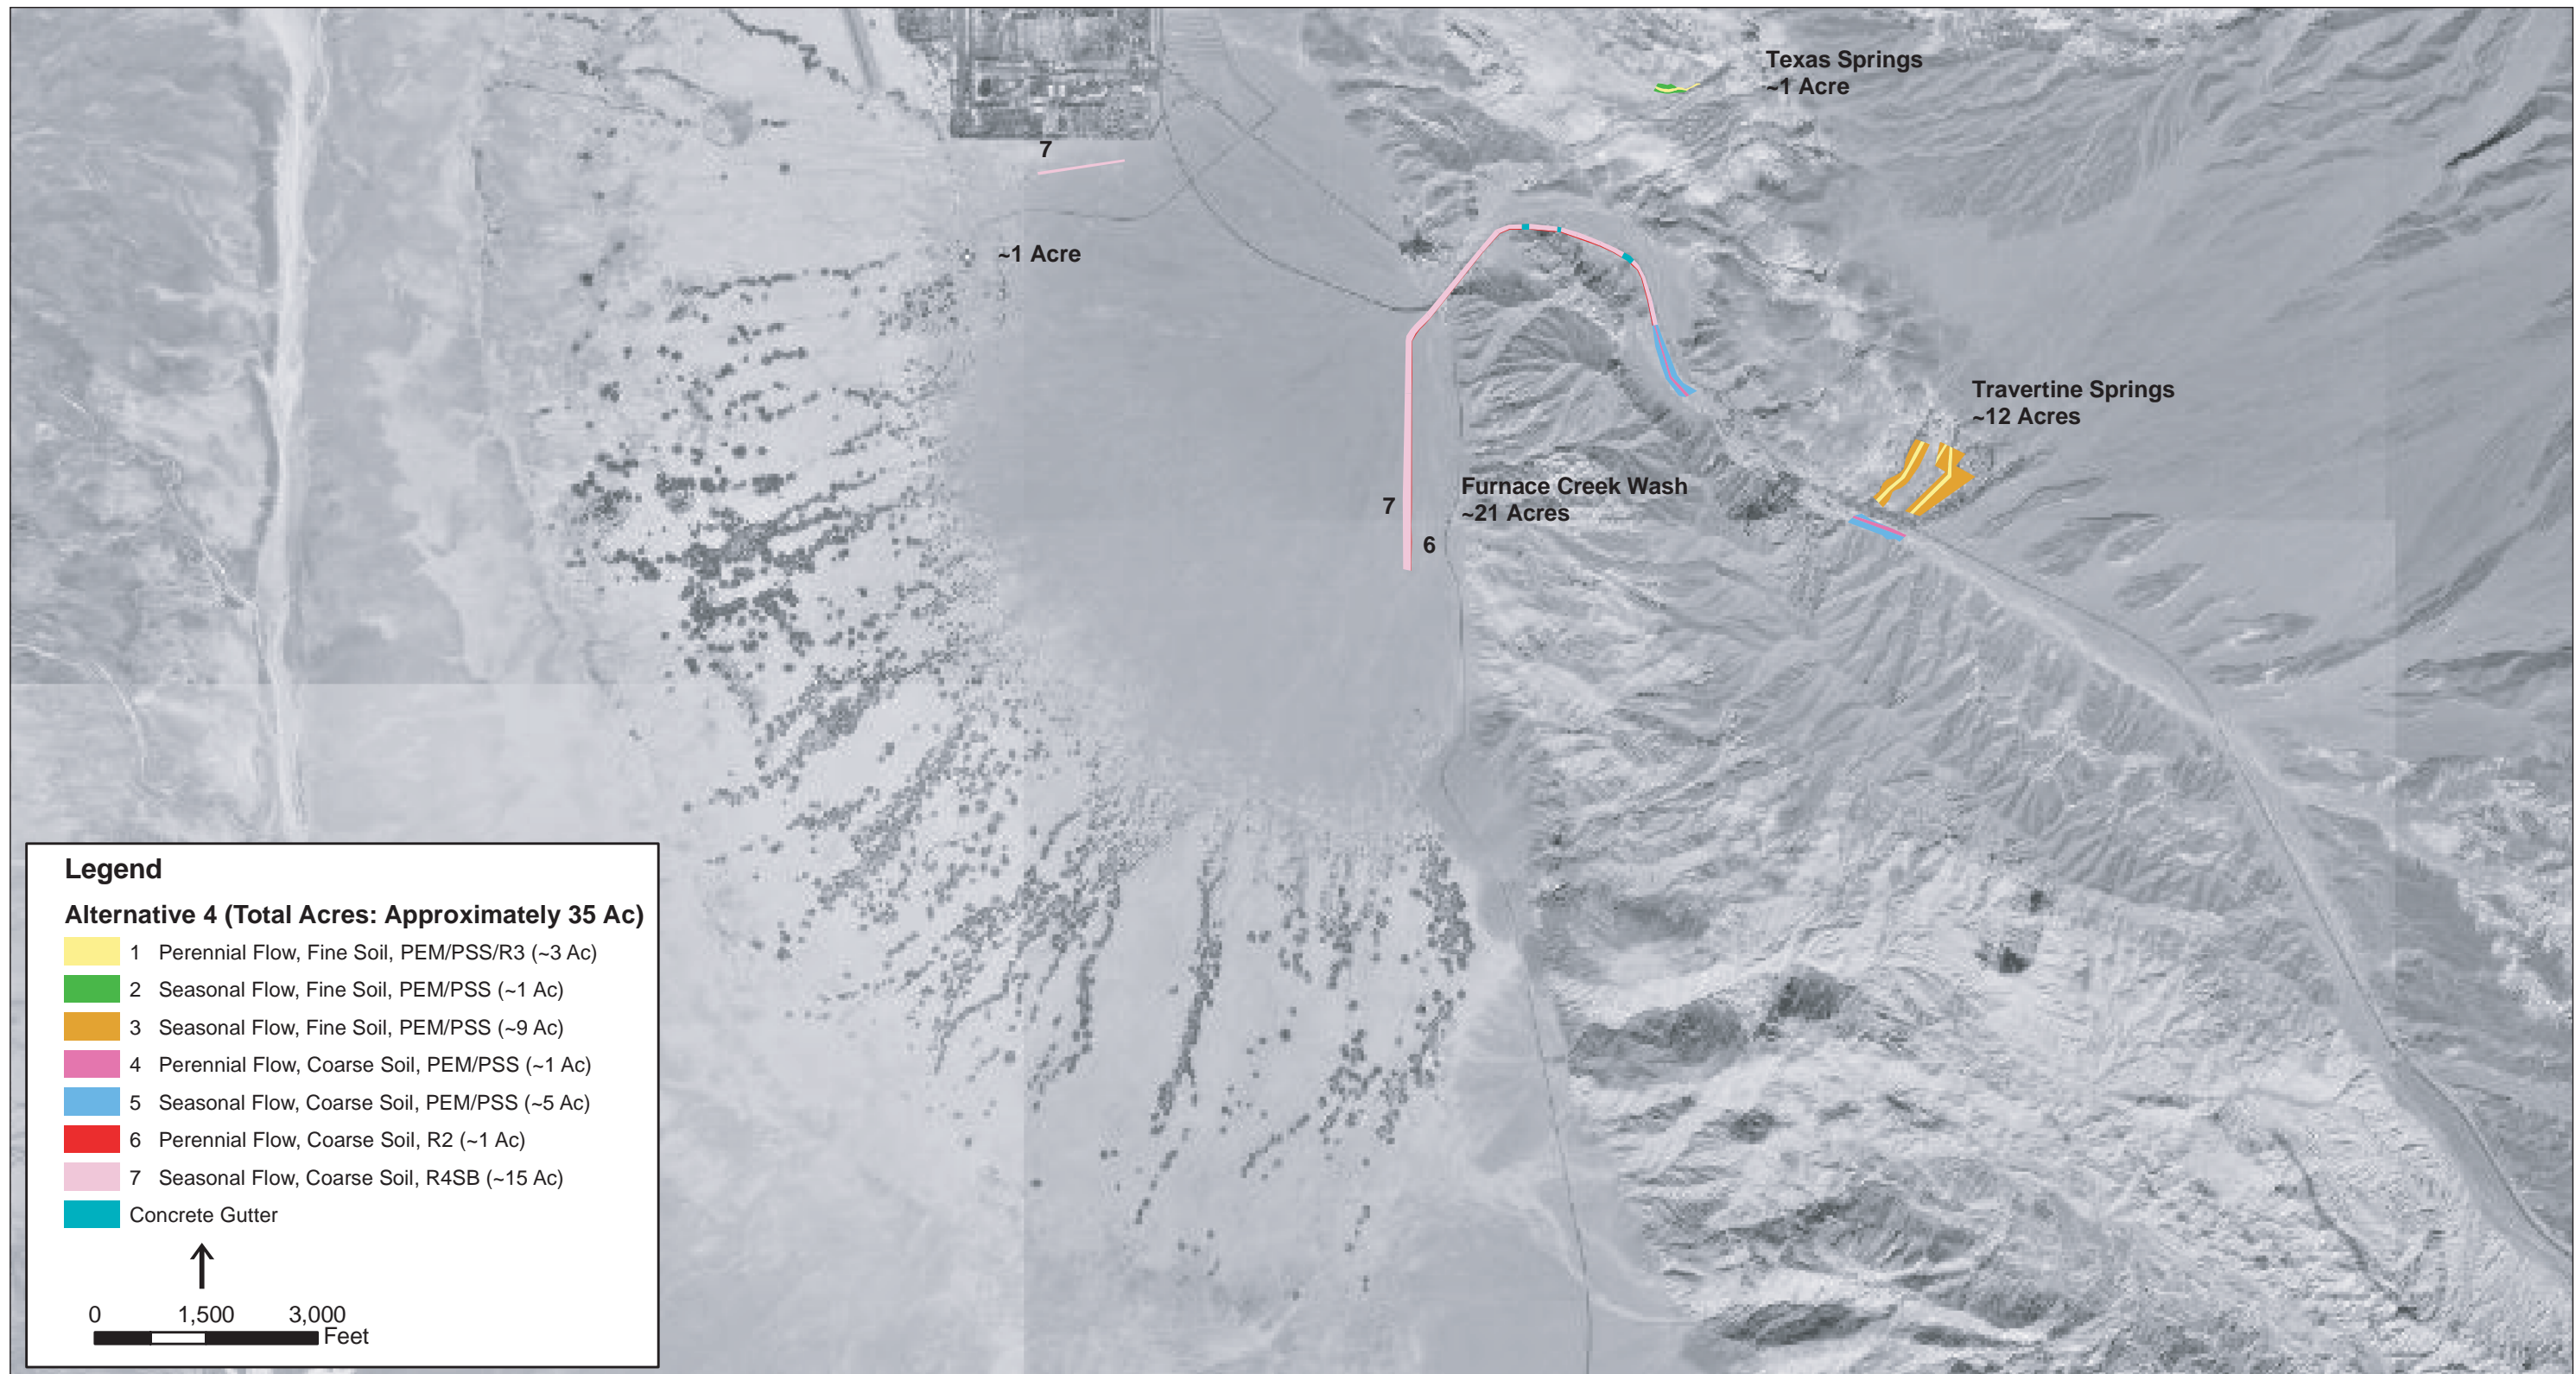 Texas Springs
~1 Acre
7
~1 Acre
Travertine Springs
~12 Acres
Furnace Creek Wash
~21 Acres
7
6
Legend
Alternative 4 (Total Acres: Approximately 35 Ac)
1 Perennial Flow, Fine Soil, PEM/PSS/R3 (~3 Ac)
2 Seasonal Flow, Fine Soil, PEM/PSS (~1 Ac)
3 Seasonal Flow, Fine Soil, PEM/PSS (~9 Ac)
4 Perennial Flow, Coarse Soil, PEM/PSS (~1 Ac)
5 Seasonal Flow, Coarse Soil, PEM/PSS (~5 Ac)
6 Perennial Flow, Coarse Soil, R2 (~1 Ac)
7 Seasonal Flow, Coarse Soil, R4SB (~15 Ac)
Concrete Gutter
0 1,500 3,000
Feet